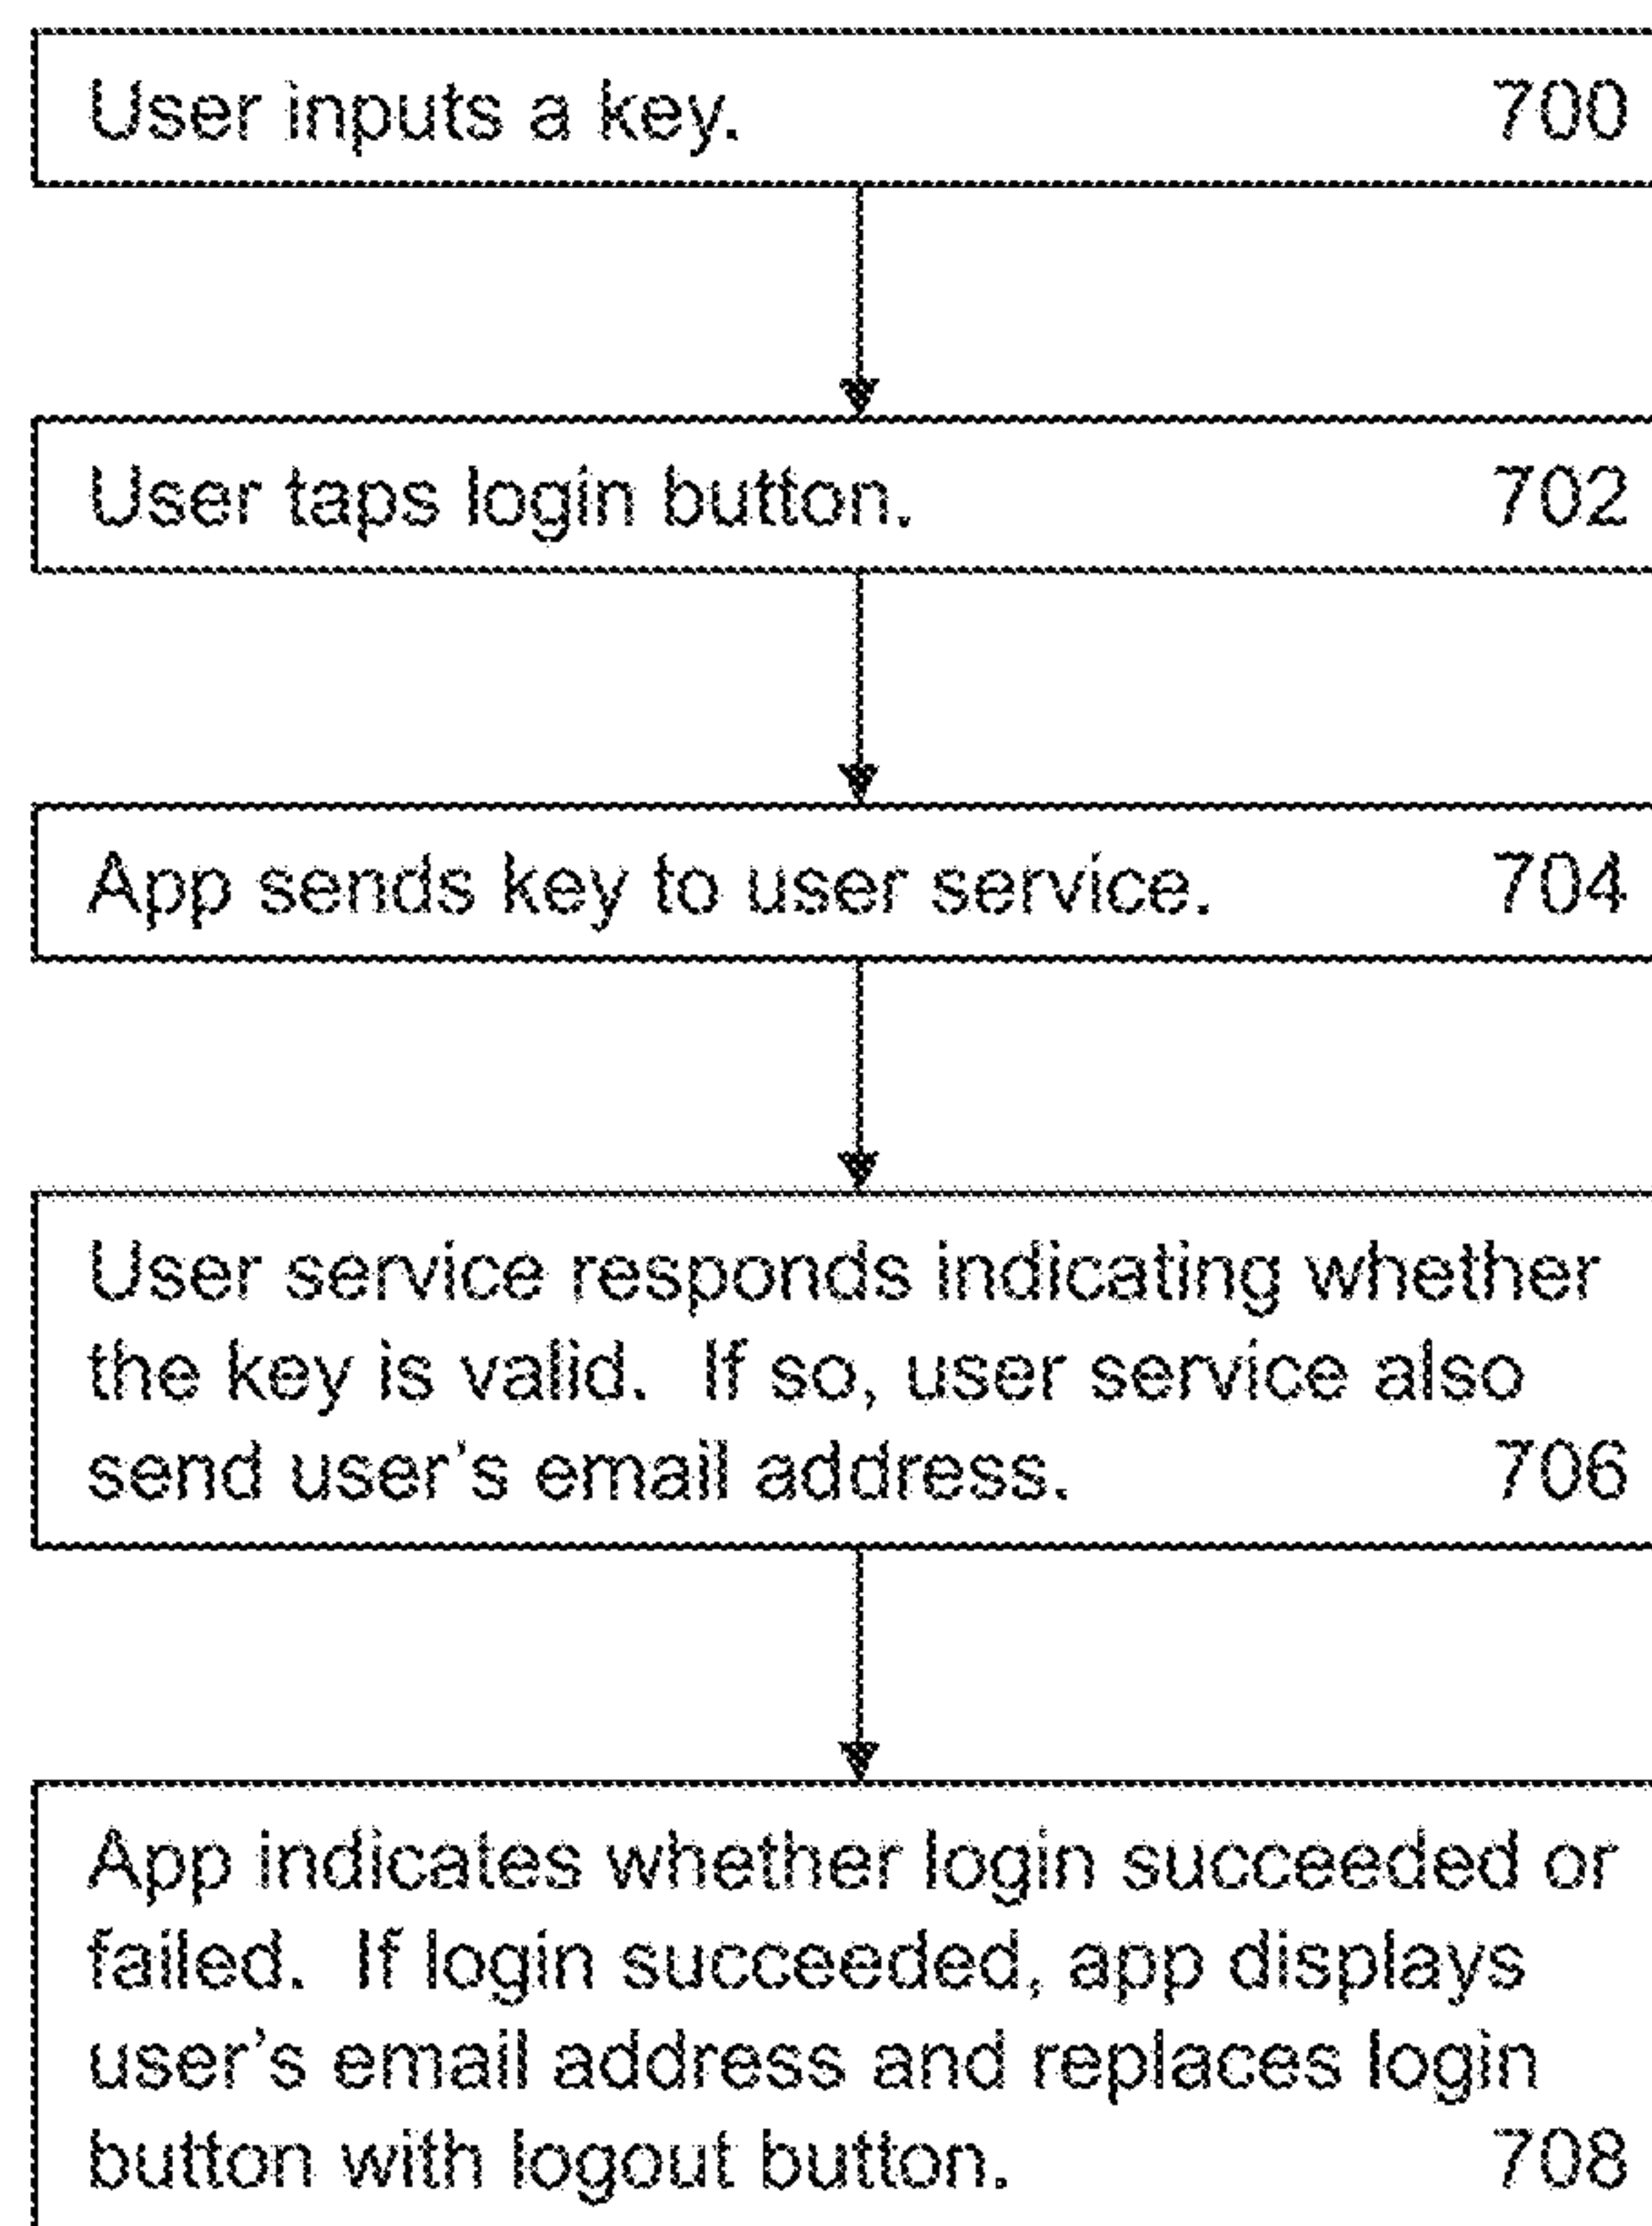 User inputs a key. 700
User taps login button. 702
App sends key to user service. 704
User service responds indicating whether
the key is valid. If so, user service also
send user's email address. 706
App indicates whether login succeeded or
failed. If login succeeded, app displays
user's email address and replaces login
button with logout button. 708